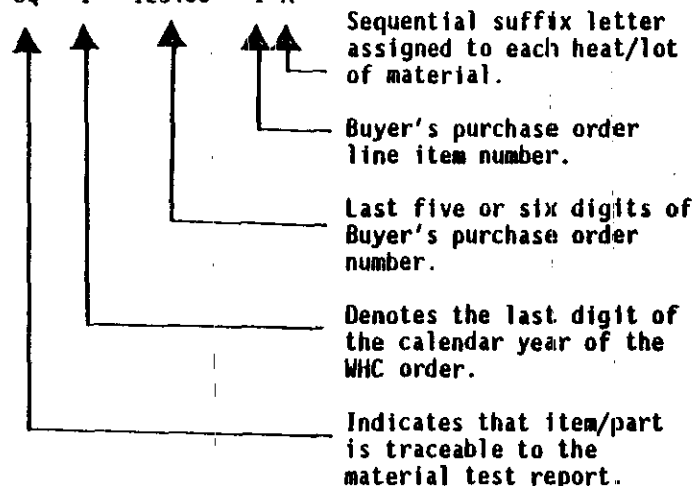 Sequential suffix letter
assigned to each heat/lot
of material.
Buyer's purchase order
line item number.
Last five or six digits of
Buyer's purchase order
number.
Denotes the last digit of
the calendar year of the
WHC order.
Indicates that item/part
is traceable to the
material test report.